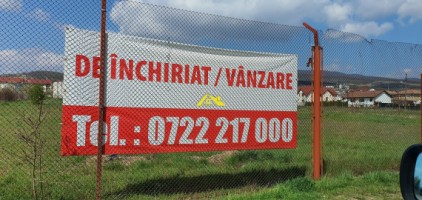 DE ÎNCHIRIAT / VÂNZARE
Tel. : 0722 217 000